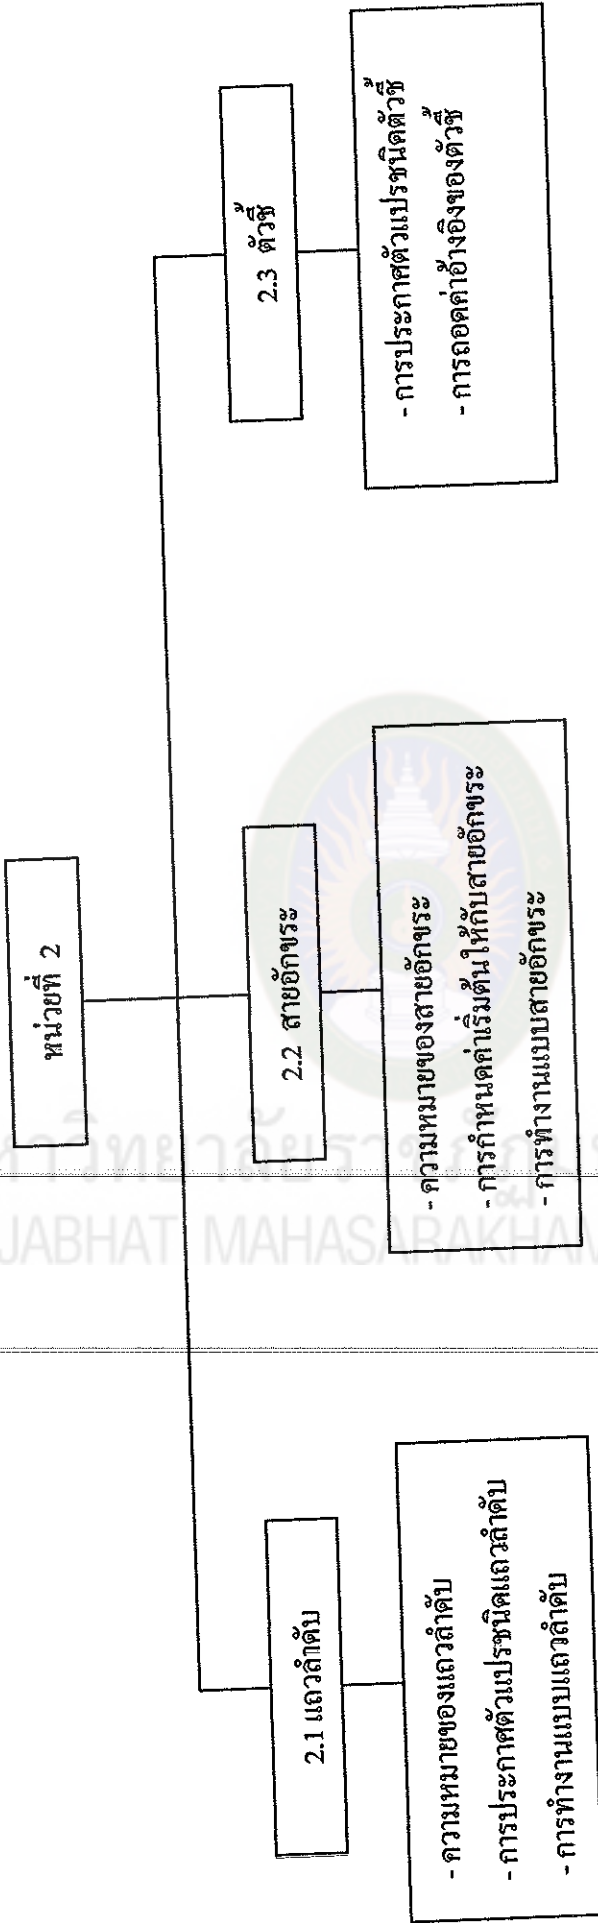 หน่วยที่ 2
2.1 แถวลำดับ
- ความหมายของแถวลำดับ
- การประกาศตัวแปรชนิดแถวลำดับ
- การทำงานแบบแถวลำดับ
2.2 สายอักขระ
- ความหมายของสายอักขระ
- การกำหนดค่าเริ่มต้นให้กับสายอักขระ
- การทำงานแบบสายอักขระ
2.3 ตัวชี้
- การประกาศตัวแปรชนิดตัวชี้
- การถอดค่าอ้างอิงของตัวชี้
JABHAT MAHASARAKHAM